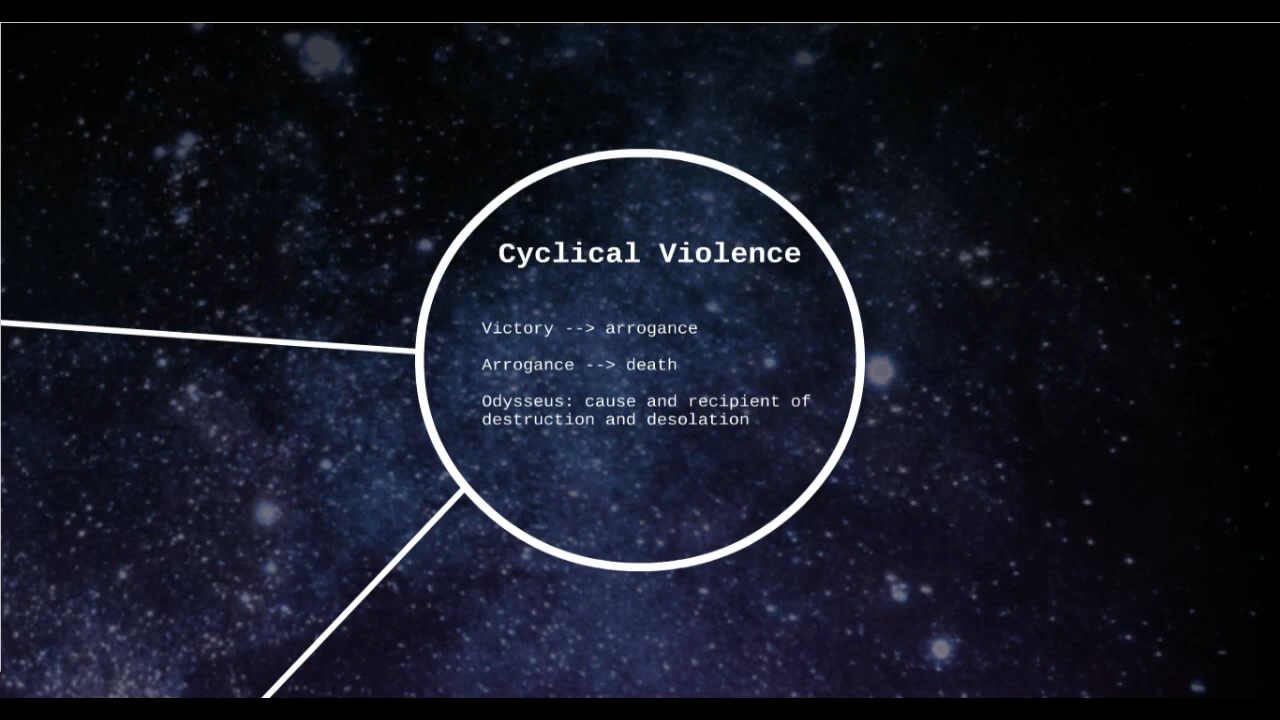 Cyclical Violence
Victory --> arrogance
Arrogance --> death
Odysseus: cause and recipient of
destruction and desolation